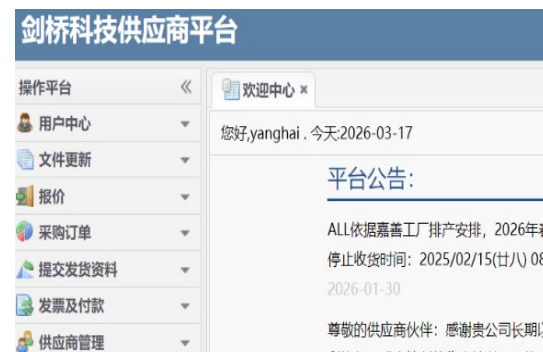 剑桥科技供应商平台
操作平台 《
欢迎中心 ×
用户中心
您好,yanghai . 今天:2026-03-17
文件更新
平台公告:
报价
采购订单
ALL依据嘉善工厂排产安排，2026年春
提交发货资料
停止收货时间：2025/02/15(廿八) 08
2026-01-30
发票及付款
供应商管理
尊敬的供应商伙伴：感谢贵公司长期以